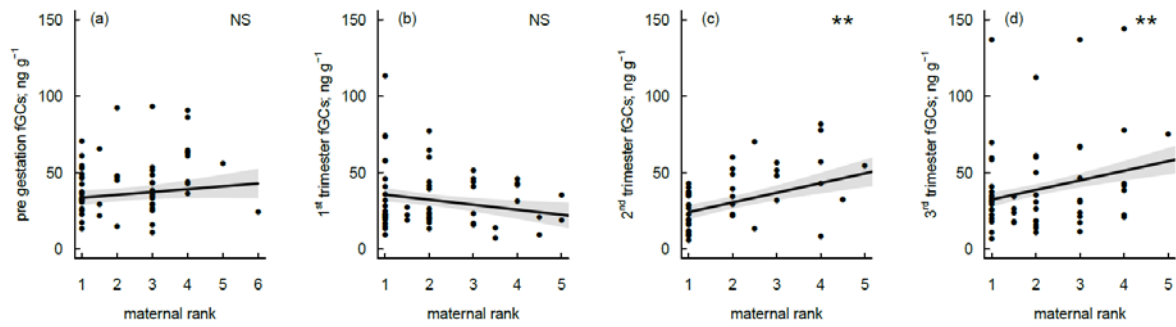 (a) NS
150
100
50
0
1 2 3 4 5 6
maternal rank
pre gestation fGCs; ng g⁻¹
(b) NS
150
100
50
0
1 2 3 4 5
maternal rank
1st trimester fGCs; ng g⁻¹
(c) **
150
100
50
0
1 2 3 4 5
maternal rank
2nd trimester fGCs; ng g⁻¹
(d) **
150
100
50
0
1 2 3 4 5
maternal rank
3rd trimester fGCs; ng g⁻¹